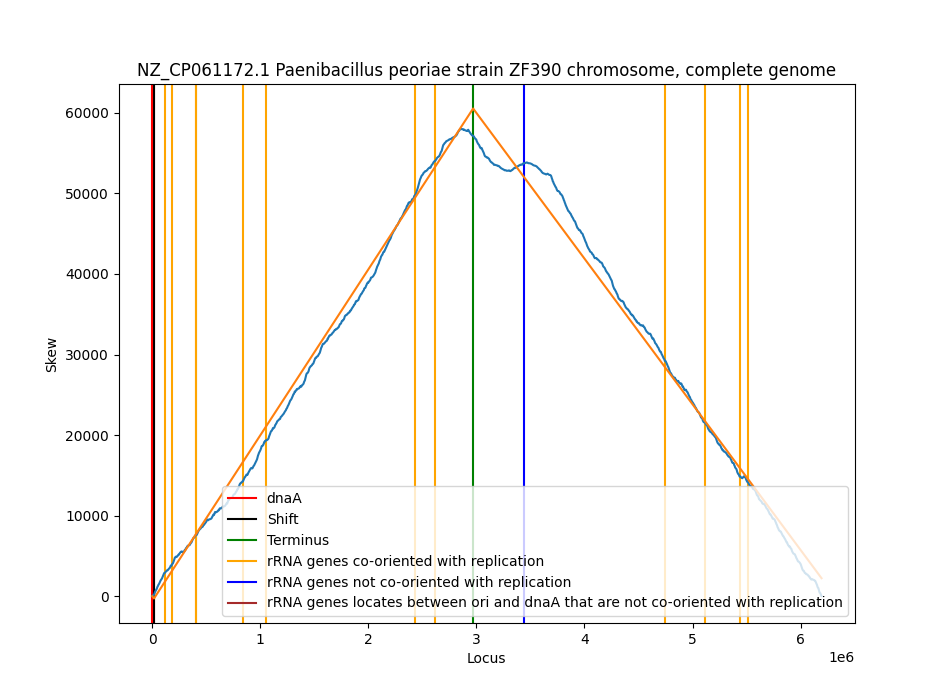 NZ_CP061172.1 Paenibacillus peoriae strain ZF390 chromosome, complete genome
60000
50000
40000
30000
20000
10000
0
Skew
dnaA
Shift
Terminus
rRNA genes co-oriented with replication
rRNA genes not co-oriented with replication
rRNA genes locates between ori and dnaA that are not co-oriented with replication
0 1 2 3 4 5 6
1e6
Locus